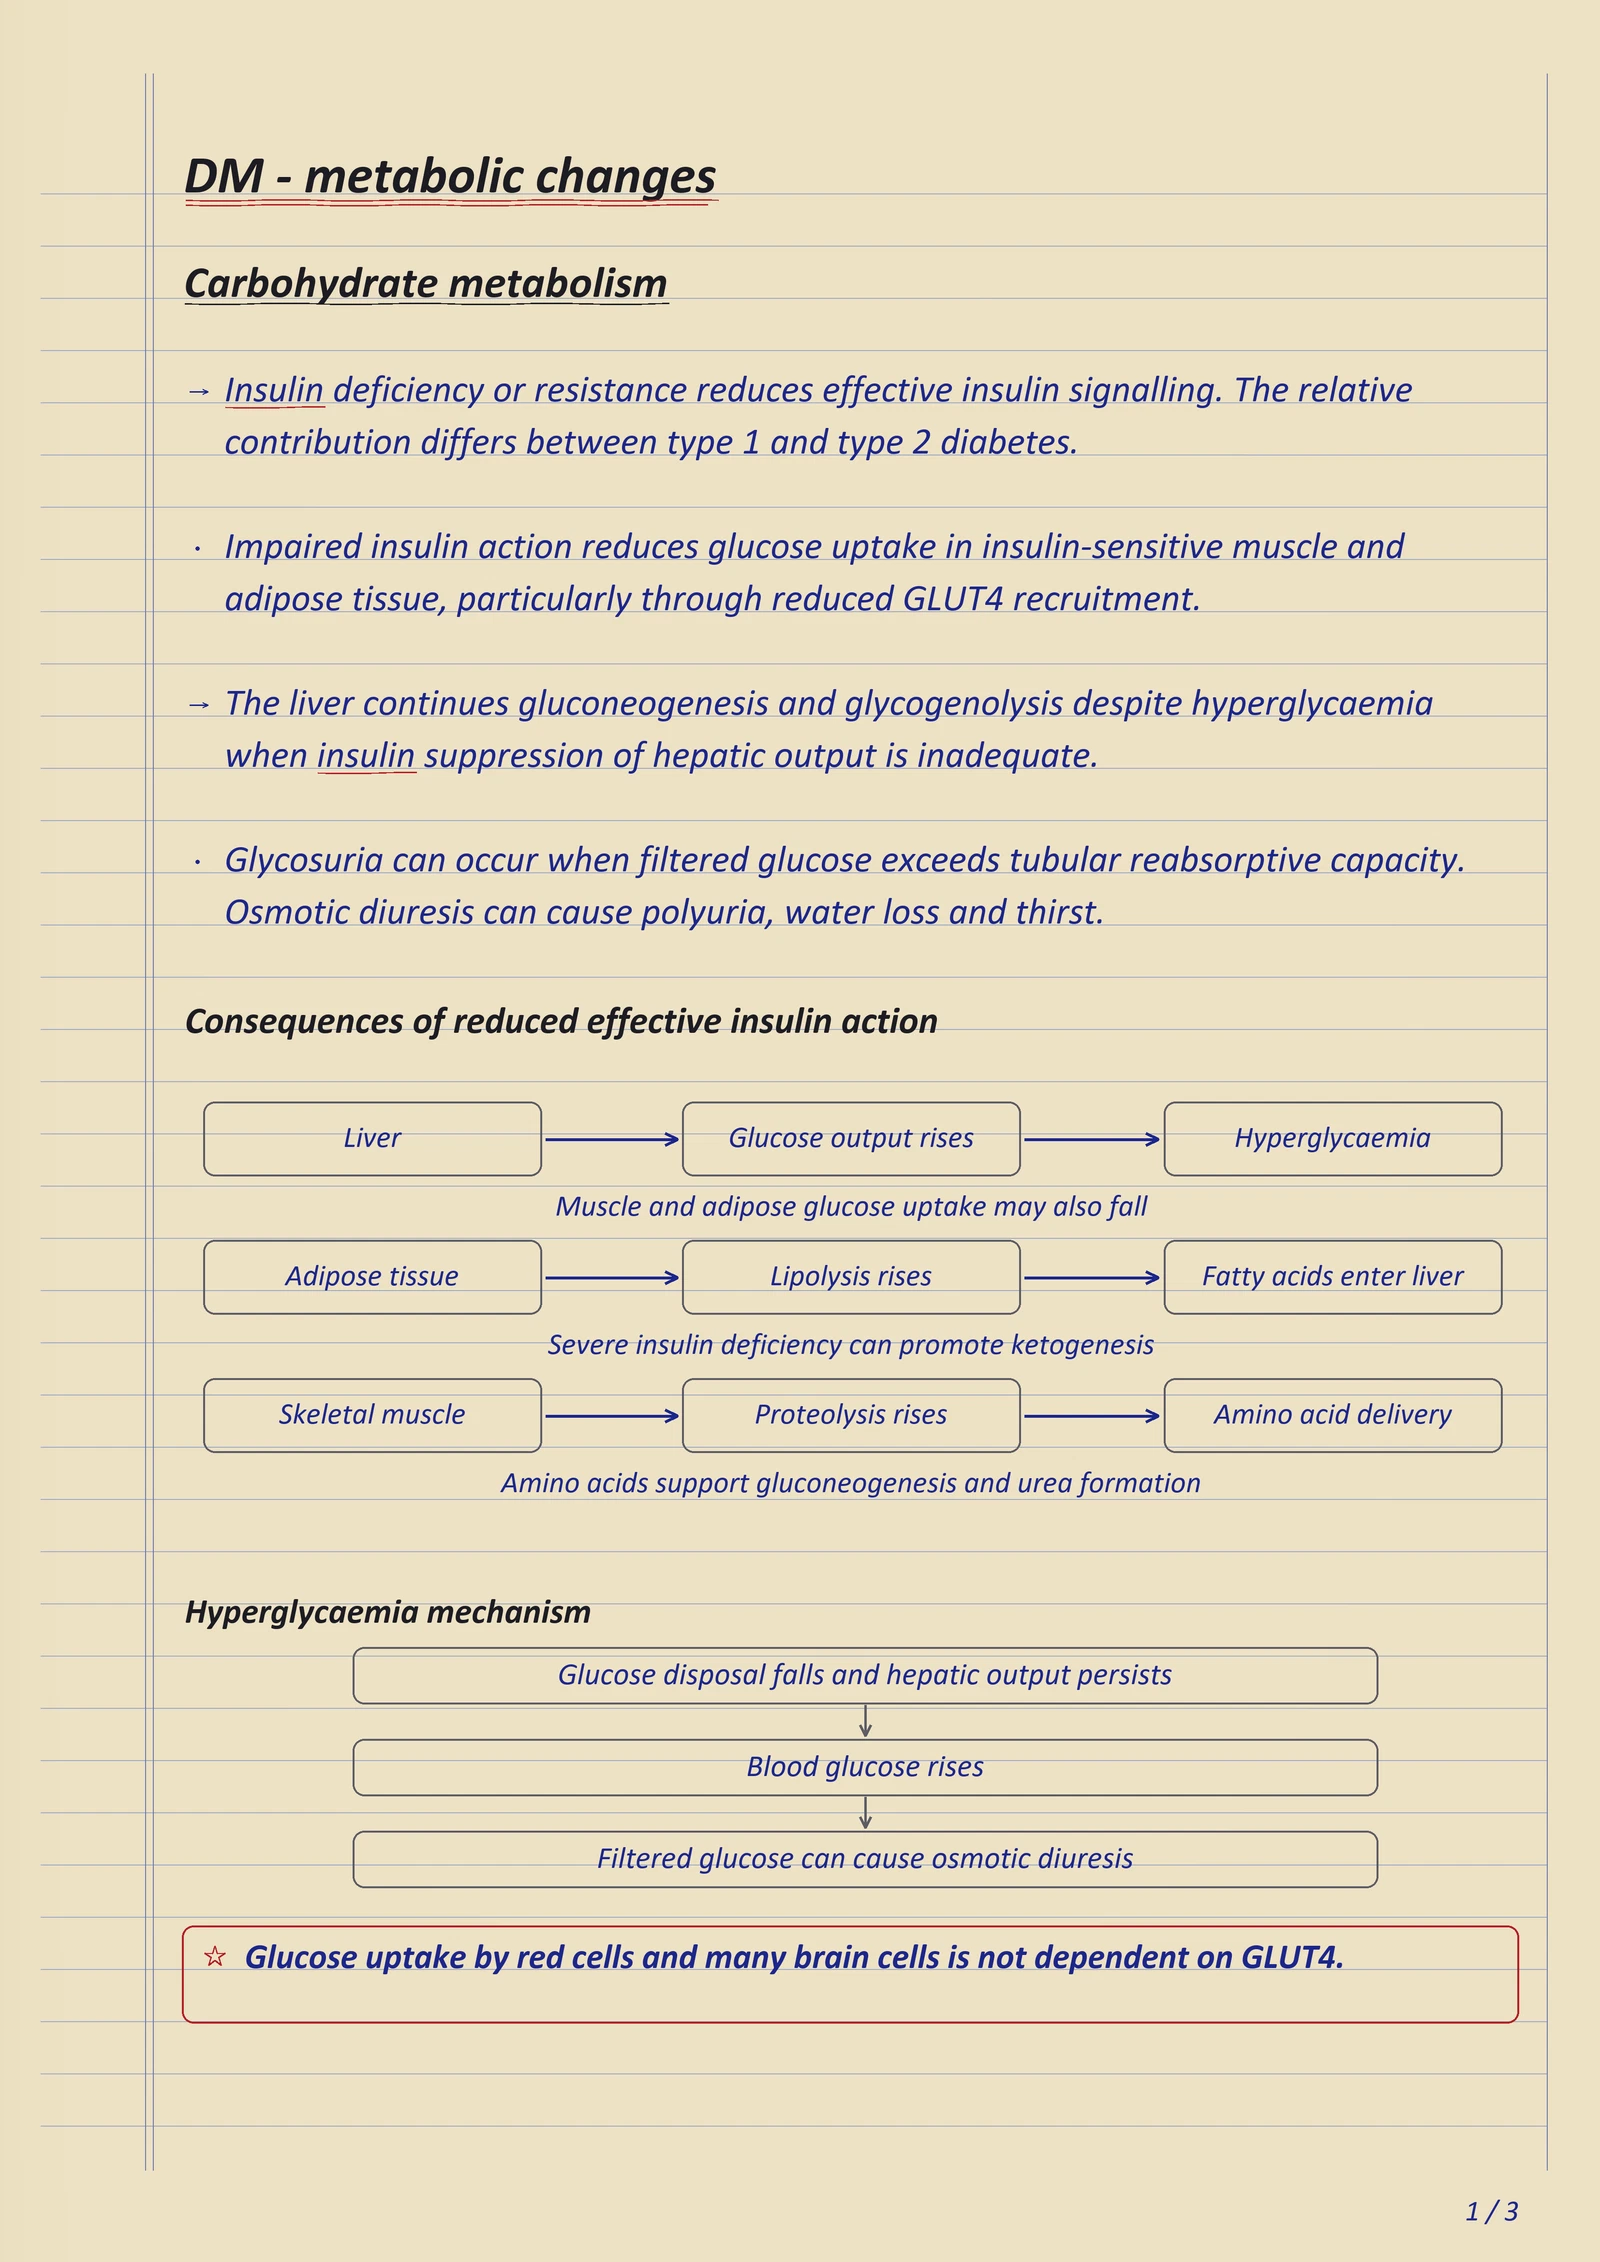 DM - metabolic changes
Carbohydrate metabolism
→ Insulin deficiency or resistance reduces effective insulin signalling. The relative
contribution differs between type 1 and type 2 diabetes.
· Impaired insulin action reduces glucose uptake in insulin-sensitive muscle and
adipose tissue, particularly through reduced GLUT4 recruitment.
→ The liver continues gluconeogenesis and glycogenolysis despite hyperglycaemia
when insulin suppression of hepatic output is inadequate.
· Glycosuria can occur when filtered glucose exceeds tubular reabsorptive capacity.
Osmotic diuresis can cause polyuria, water loss and thirst.
Consequences of reduced effective insulin action
Liver → Glucose output rises → Hyperglycaemia
Muscle and adipose glucose uptake may also fall
Adipose tissue → Lipolysis rises → Fatty acids enter liver
Severe insulin deficiency can promote ketogenesis
Skeletal muscle → Proteolysis rises → Amino acid delivery
Amino acids support gluconeogenesis and urea formation
Hyperglycaemia mechanism
Glucose disposal falls and hepatic output persists
Blood glucose rises
Filtered glucose can cause osmotic diuresis
☆ Glucose uptake by red cells and many brain cells is not dependent on GLUT4.
1 / 3